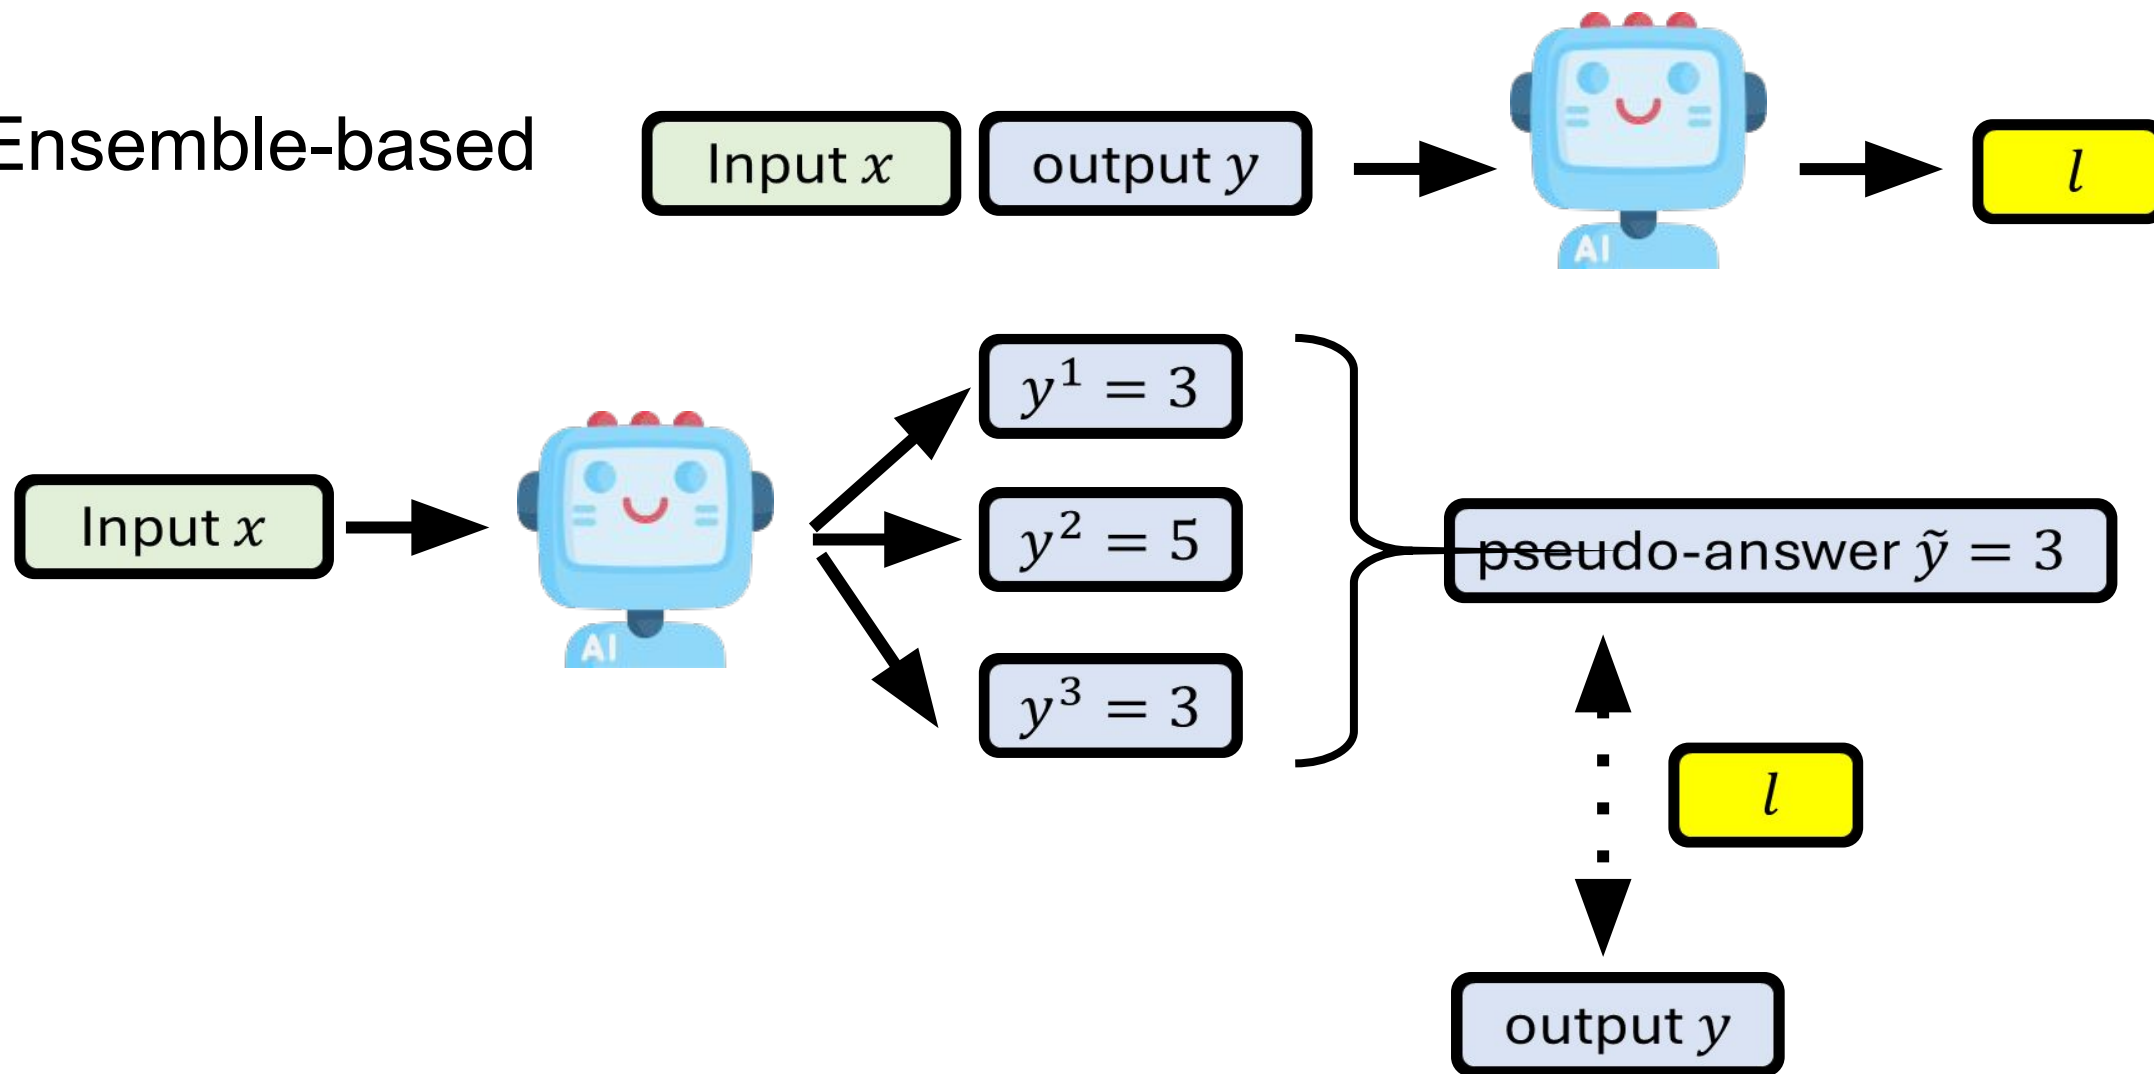 Ensemble-based
Input x
output y
AI
l
y¹ = 3
Input x
y² = 5
pseudo-answer ỹ = 3
AI
y³ = 3
l
output y